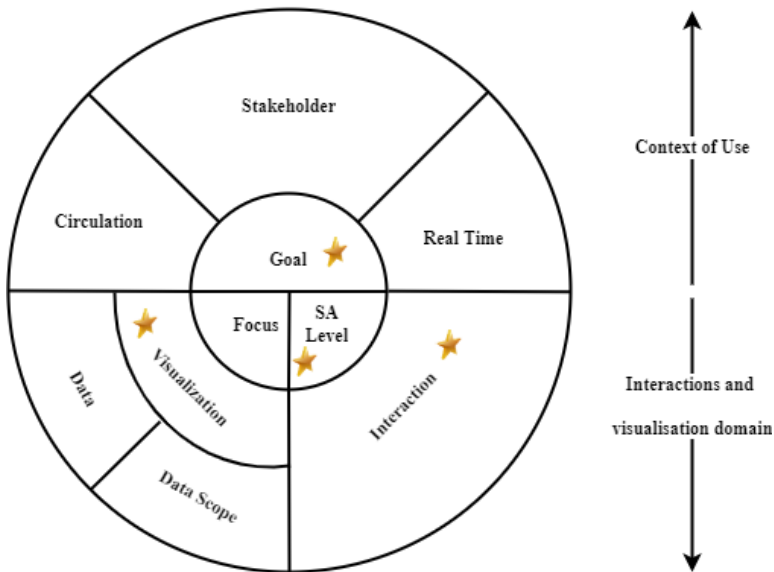 Stakeholder
Context of Use
Circulation
Real Time
Goal
Focus
SA
Level
Visualization
Data
Interaction
Data Scope
Interactions and
visualisation domain